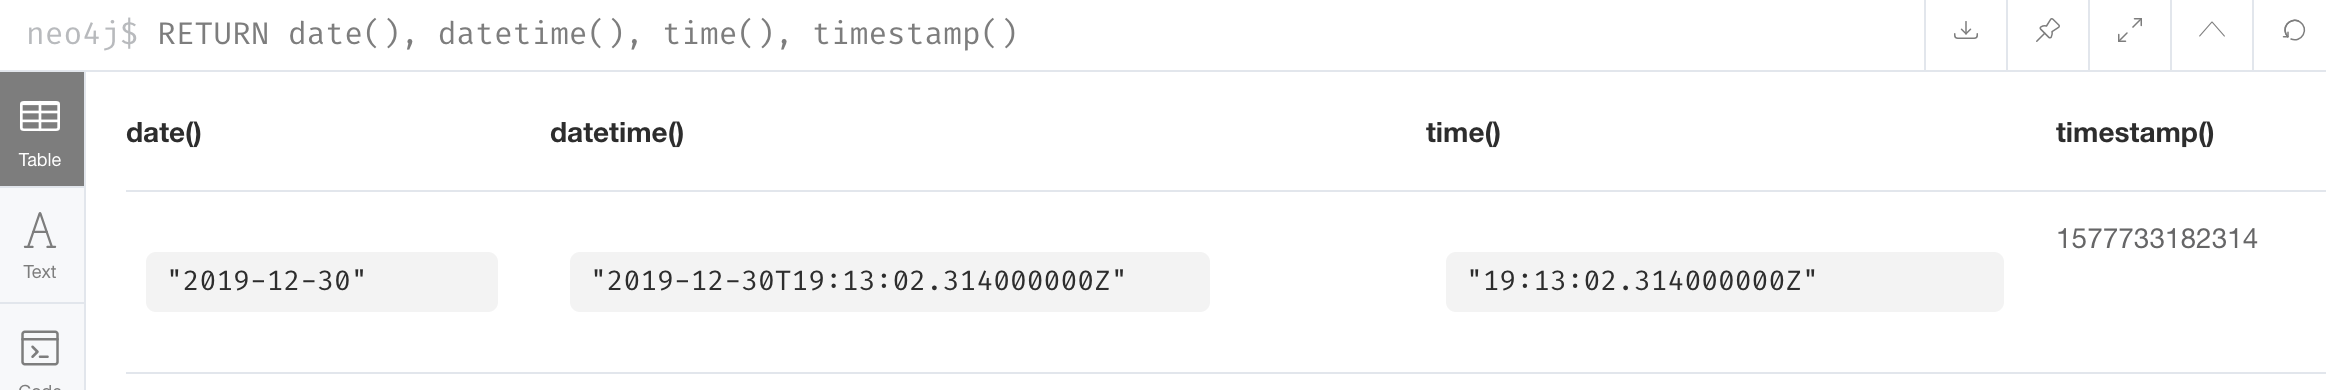 neo4j$ RETURN date(), datetime(), time(), timestamp()
date() datetime() time() timestamp()
Table
"2019-12-30" "2019-12-30T19:13:02.314000000Z" "19:13:02.314000000Z" 1577733182314
A
Text
>_
Code